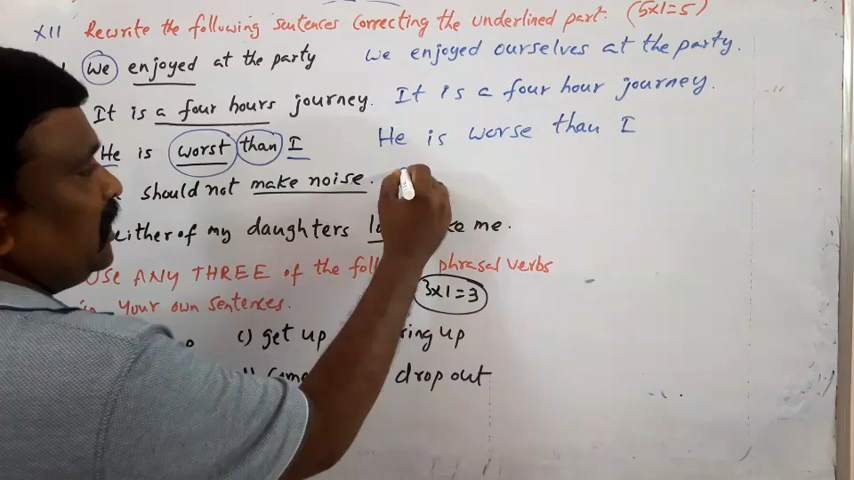 XII Rewrite the following sentences correcting the underlined part. (5x1=5)
We enjoyed at the party We enjoyed ourselves at the party.
It is a four hours journey. It is a four hour journey.
He is worst than I He is worse than I
should not make noise.
either of my daughters me.
USE ANY THREE of the phrasal verbs
in your own sentences. 3x1=3
c) get up
drop out